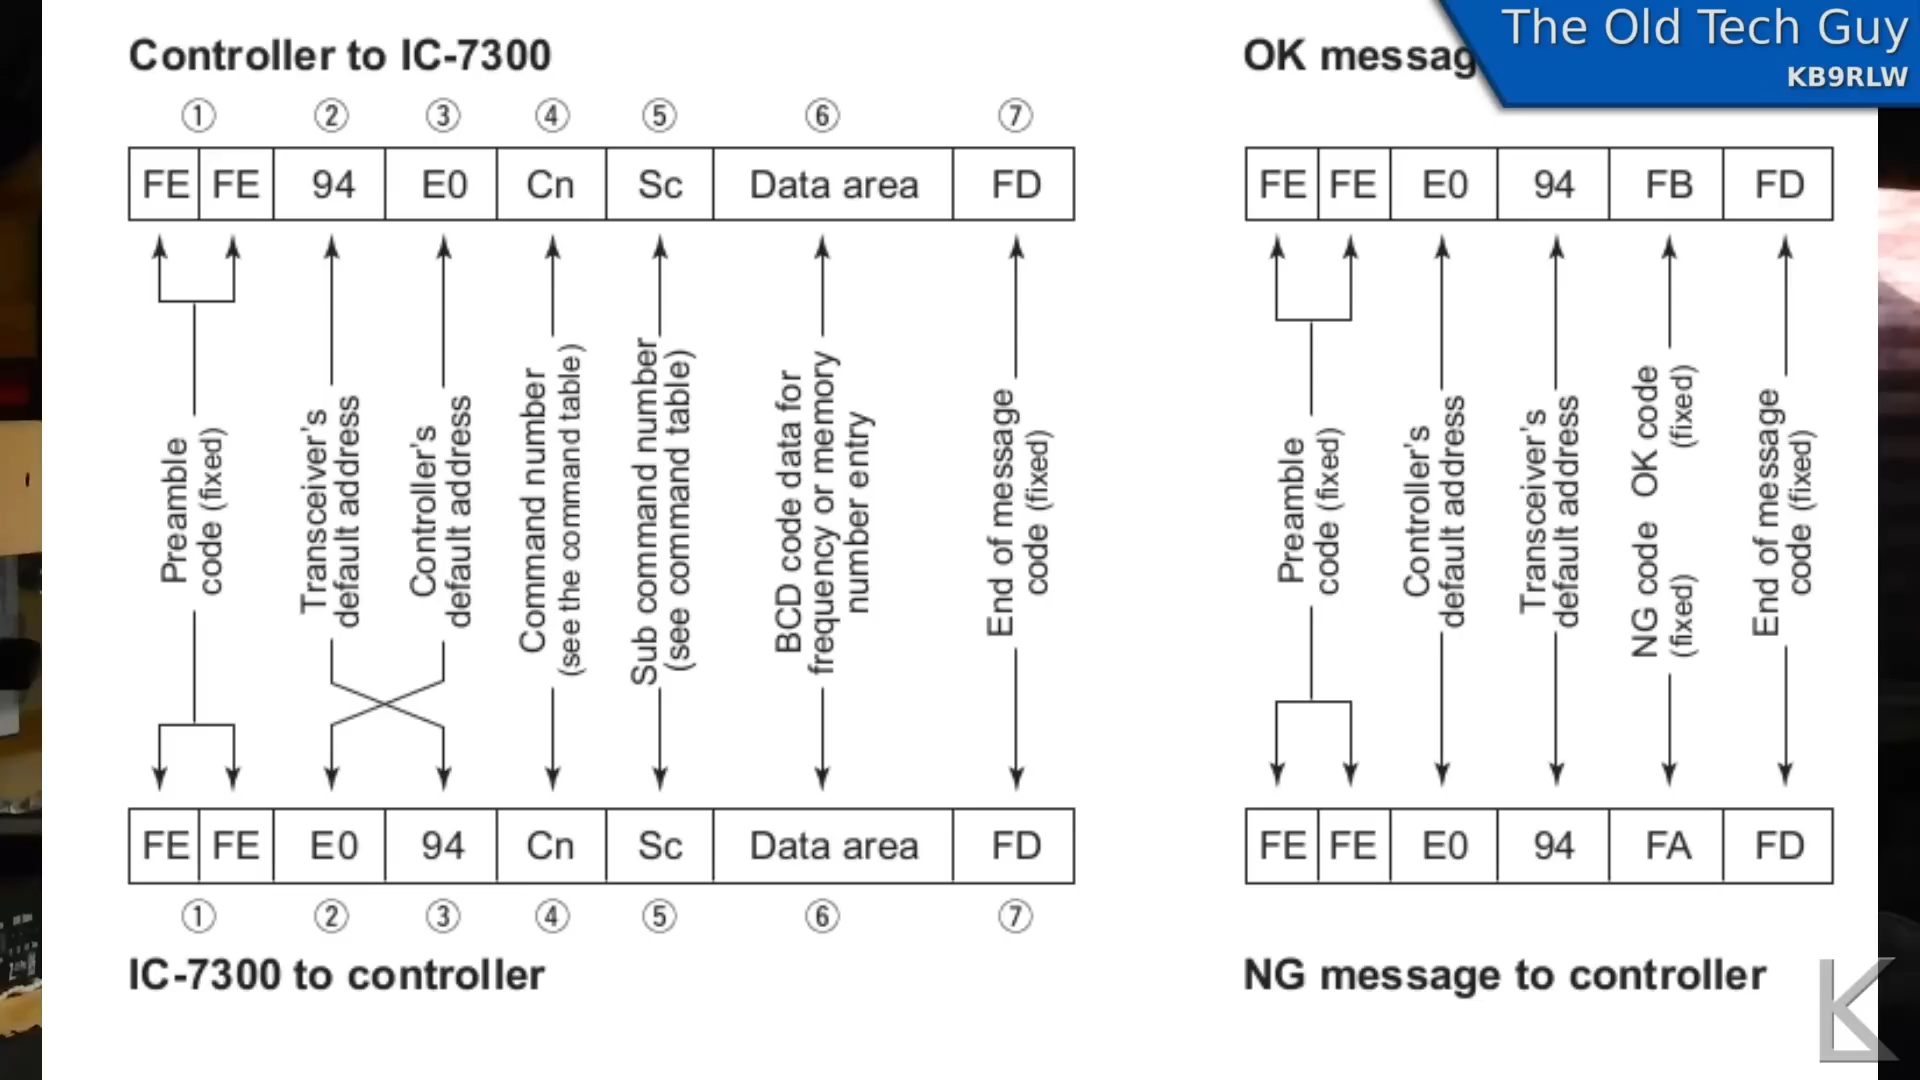 The Old Tech Guy
KB9RLW
Controller to IC-7300
① ② ③ ④ ⑤ ⑥ ⑦
FE FE 94 E0 Cn Sc Data area FD
Preamble
code (fixed)
Transceiver's
default address
Controller's
default address
Command number
(see the command table)
Sub command number
(see command table)
BCD code data for
frequency or memory
number entry
End of message
code (fixed)
FE FE E0 94 Cn Sc Data area FD
① ② ③ ④ ⑤ ⑥ ⑦
IC-7300 to controller
OK messag
FE FE E0 94 FB FD
Preamble
code (fixed)
Controller's
default address
Transceiver's
default address
NG code OK code
(fixed) (fixed)
End of message
code (fixed)
FE FE E0 94 FA FD
NG message to controller
K